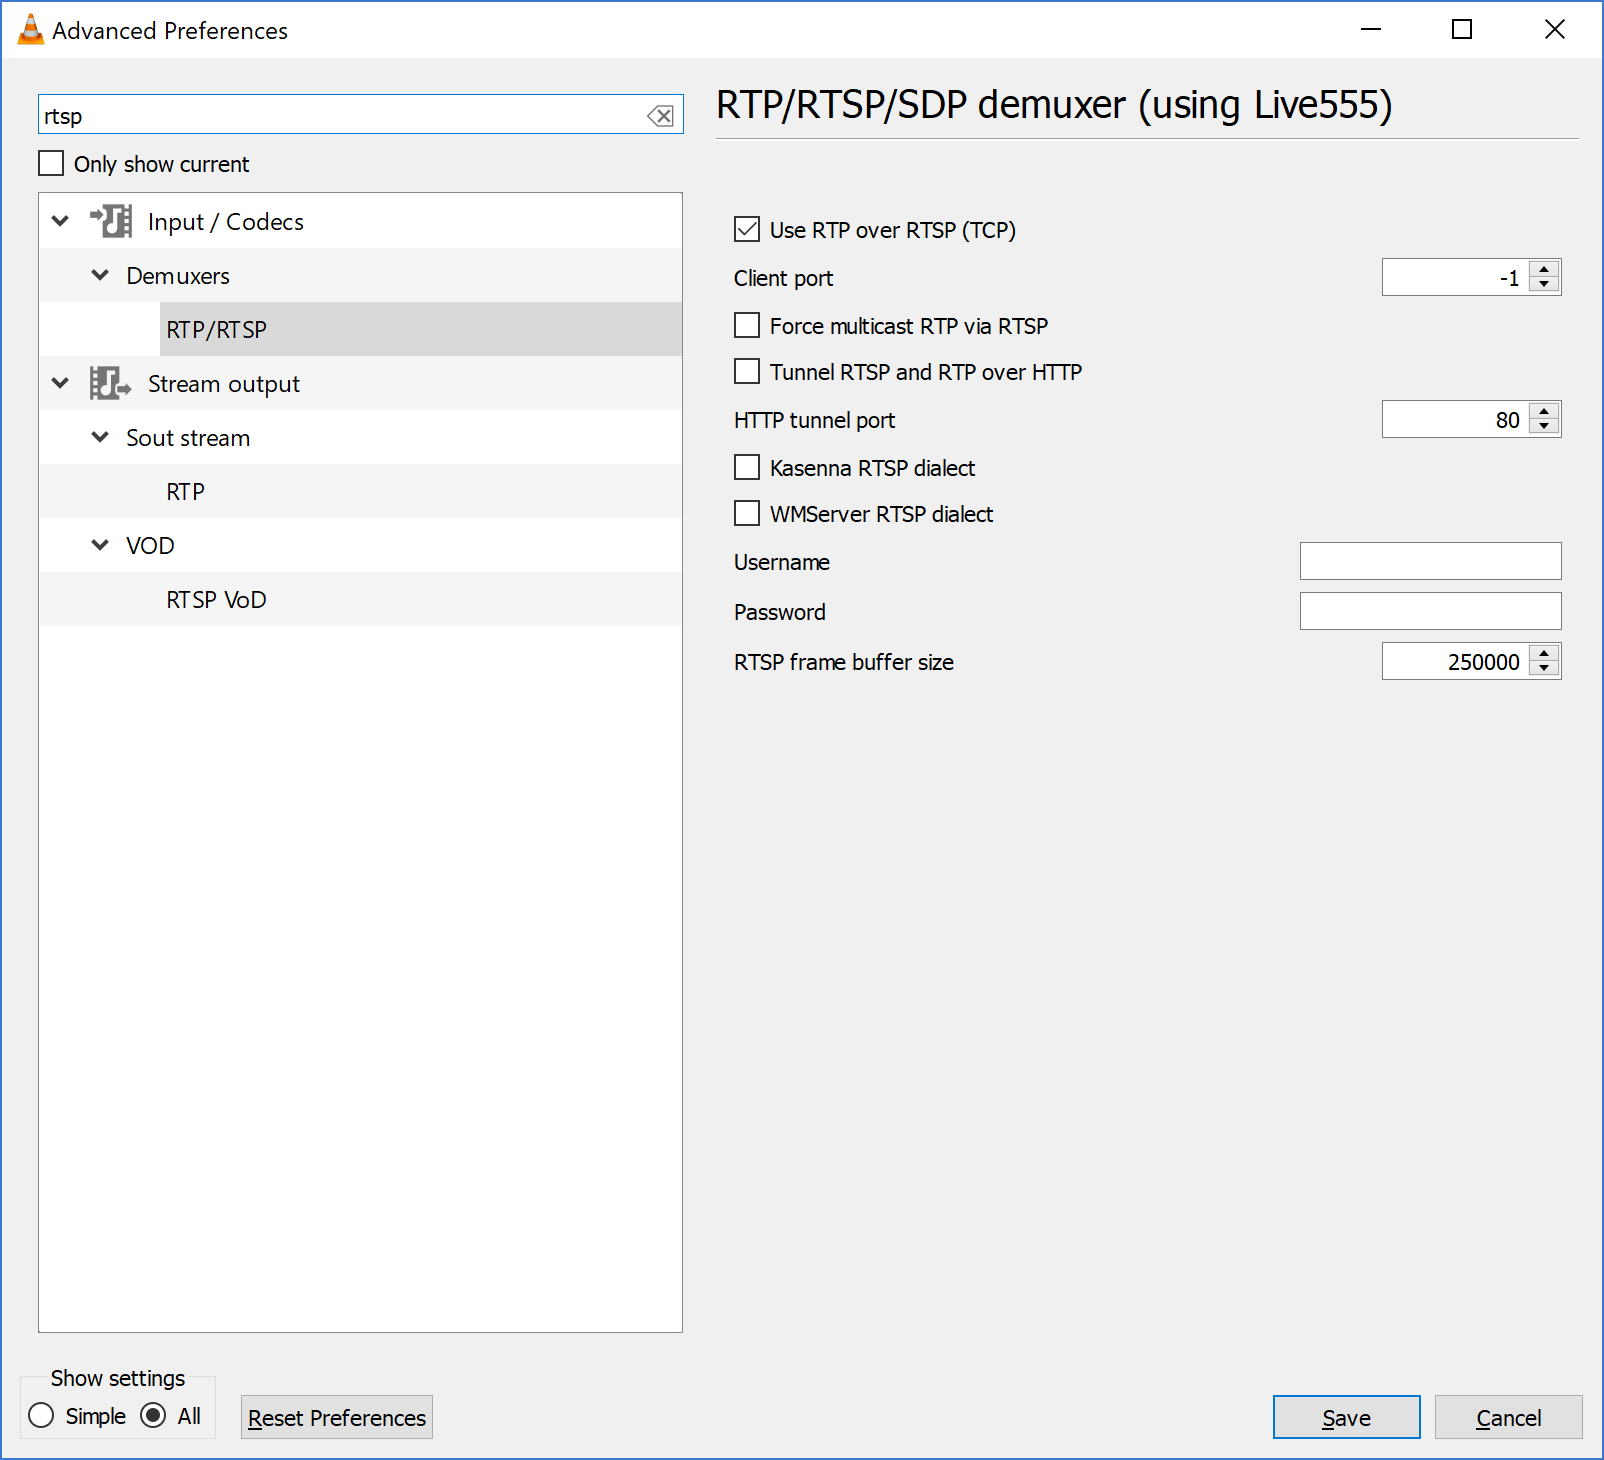 Advanced Preferences
rtsp
Only show current
Input / Codecs
Demuxers
RTP/RTSP
Stream output
Sout stream
RTP
VOD
RTSP VoD
RTP/RTSP/SDP demuxer (using Live555)
Use RTP over RTSP (TCP)
Client port -1
Force multicast RTP via RTSP
Tunnel RTSP and RTP over HTTP
HTTP tunnel port 80
Kasenna RTSP dialect
WMServer RTSP dialect
Username
Password
RTSP frame buffer size 250000
Show settings
Simple All
Reset Preferences
Save Cancel